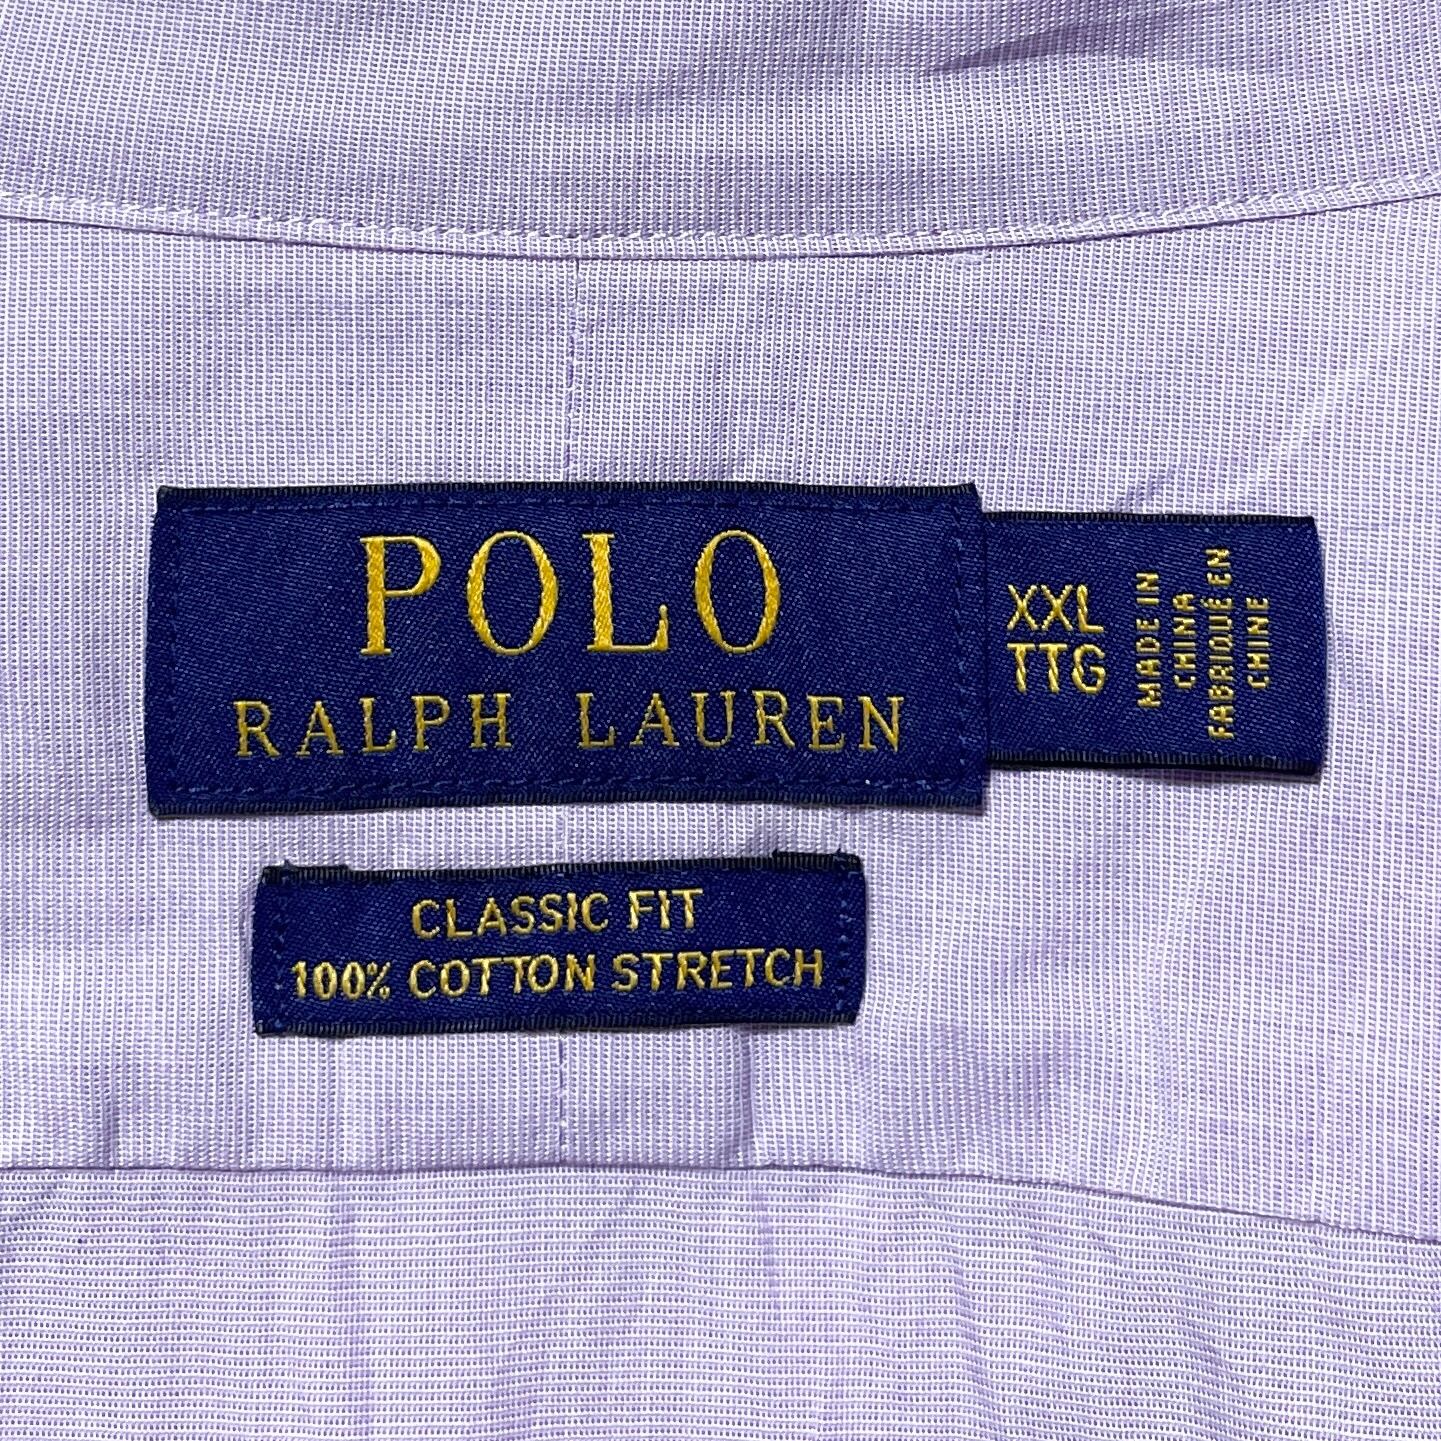 POLO
RALPH LAUREN
XXL
TTG
MADE IN
CHINA
FABRIQUÉ EN
CHINE
CLASSIC FIT
100% COTTON STRETCH